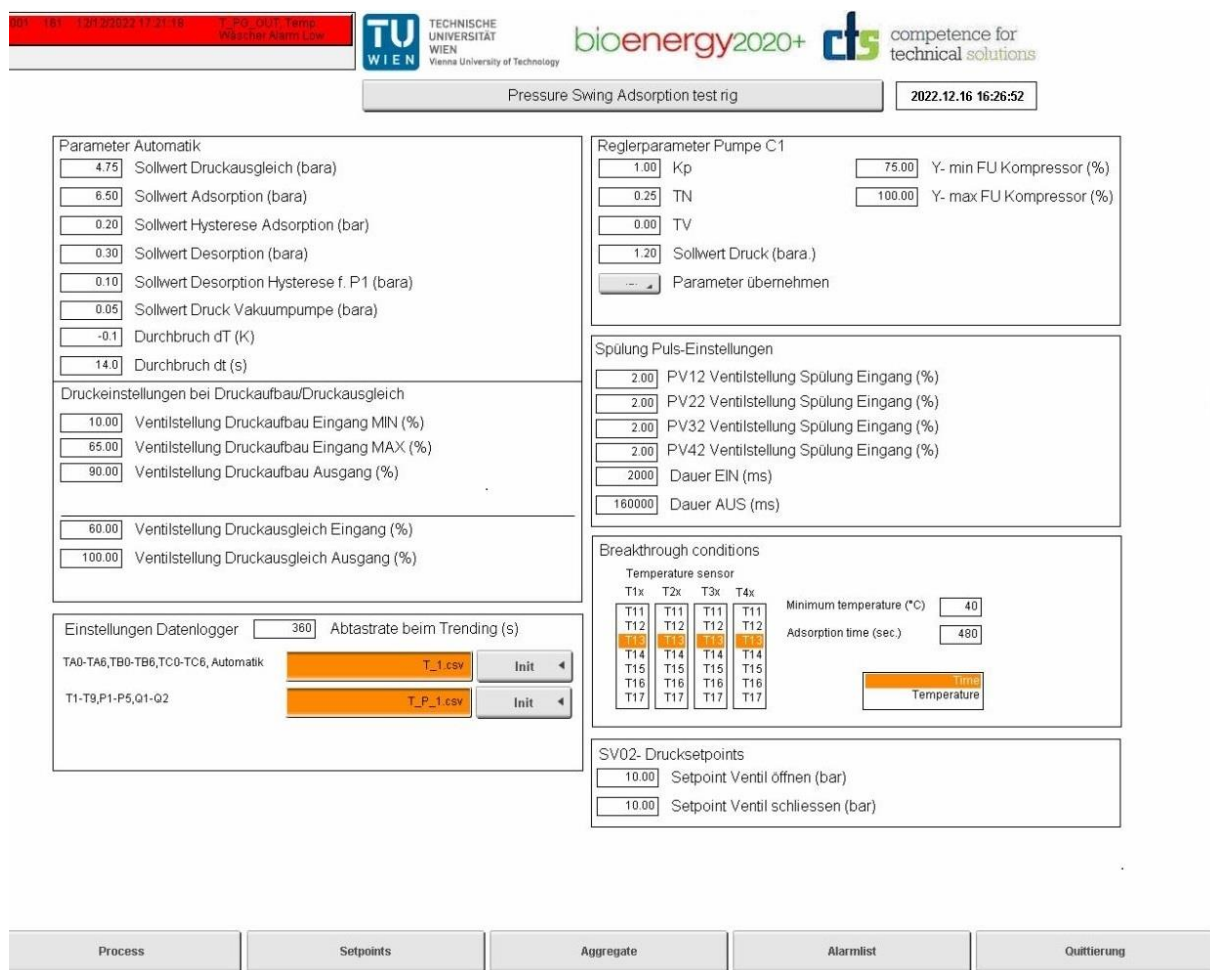 001 181 12/12/2022 17:21:18 T_PG_OUT, Temp.
Wäscher Alarm Low
TU
WIEN
TECHNISCHE
UNIVERSITÄT
WIEN
Vienna University of Technology
bioenergy2020+
cts
competence for
technical solutions
Pressure Swing Adsorption test rig
2022.12.16 16:26:52
Parameter Automatik
4.75 Sollwert Druckausgleich (bara)
6.50 Sollwert Adsorption (bara)
0.20 Sollwert Hysterese Adsorption (bar)
0.30 Sollwert Desorption (bara)
0.10 Sollwert Desorption Hysterese f. P1 (bara)
0.05 Sollwert Druck Vakuumpumpe (bara)
-0.1 Durchbruch dT (K)
14.0 Durchbruch dt (s)
Druckeinstellungen bei Druckaufbau/Druckausgleich
10.00 Ventilstellung Druckaufbau Eingang MIN (%)
65.00 Ventilstellung Druckaufbau Eingang MAX (%)
90.00 Ventilstellung Druckaufbau Ausgang (%)
60.00 Ventilstellung Druckausgleich Eingang (%)
100.00 Ventilstellung Druckausgleich Ausgang (%)
Einstellungen Datenlogger 360 Abtastrate beim Trending (s)
TA0-TA6,TB0-TB6,TC0-TC6, Automatik T_1.csv Init
T1-T9,P1-P5,Q1-Q2 T_P_1.csv Init
Reglerparameter Pumpe C1
1.00 Kp 75.00 Y- min FU Kompressor (%)
0.25 TN 100.00 Y- max FU Kompressor (%)
0.00 TV
1.20 Sollwert Druck (bara.)
Parameter übernehmen
Spülung Puls-Einstellungen
2.00 PV12 Ventilstellung Spülung Eingang (%)
2.00 PV22 Ventilstellung Spülung Eingang (%)
2.00 PV32 Ventilstellung Spülung Eingang (%)
2.00 PV42 Ventilstellung Spülung Eingang (%)
2000 Dauer EIN (ms)
160000 Dauer AUS (ms)
Breakthrough conditions
Temperature sensor
T1x T2x T3x T4x
T11 T11 T11 T11
T12 T12 T12 T12
T13 T13 T13 T13
T14 T14 T14 T14
T15 T15 T15 T15
T16 T16 T16 T16
T17 T17 T17 T17
Minimum temperature (°C) 40
Adsorption time (sec.) 480
Time
Temperature
SV02- Drucksetpoints
10.00 Setpoint Ventil öffnen (bar)
10.00 Setpoint Ventil schliessen (bar)
Process Setpoints Aggregate Alarmlist Quittierung